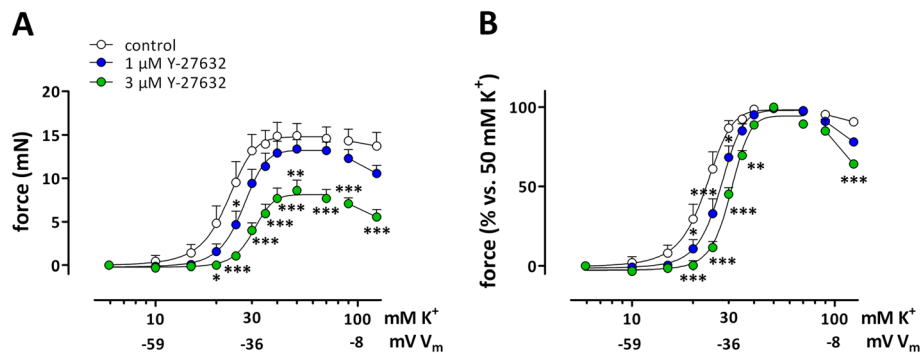 A
control
1 µM Y-27632
3 µM Y-27632
force (mN)
20
15
10
5
0
*
**
***
***
***
***
***
***
*
***
10 30 100 mM K⁺
-59 -36 -8 mV Vₘ
B
force (% vs. 50 mM K⁺)
100
50
0
*
***
**
*
***
***
***
***
10 30 100 mM K⁺
-59 -36 -8 mV Vₘ